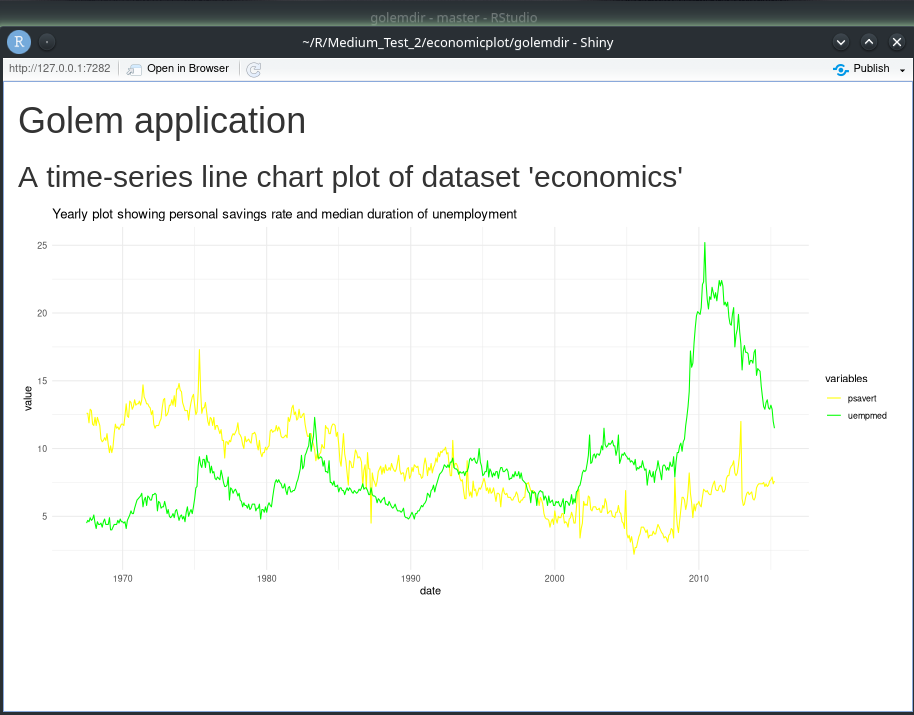 golemdir - master - RStudio
R
~/R/Medium_Test_2/economicplot/golemdir - Shiny
http://127.0.0.1:7282
Open in Browser
Publish
Golem application
A time-series line chart plot of dataset 'economics'
Yearly plot showing personal savings rate and median duration of unemployment
25
20
15
10
5
value
1970 1980 1990 2000 2010
date
variables
psavert
uempmed